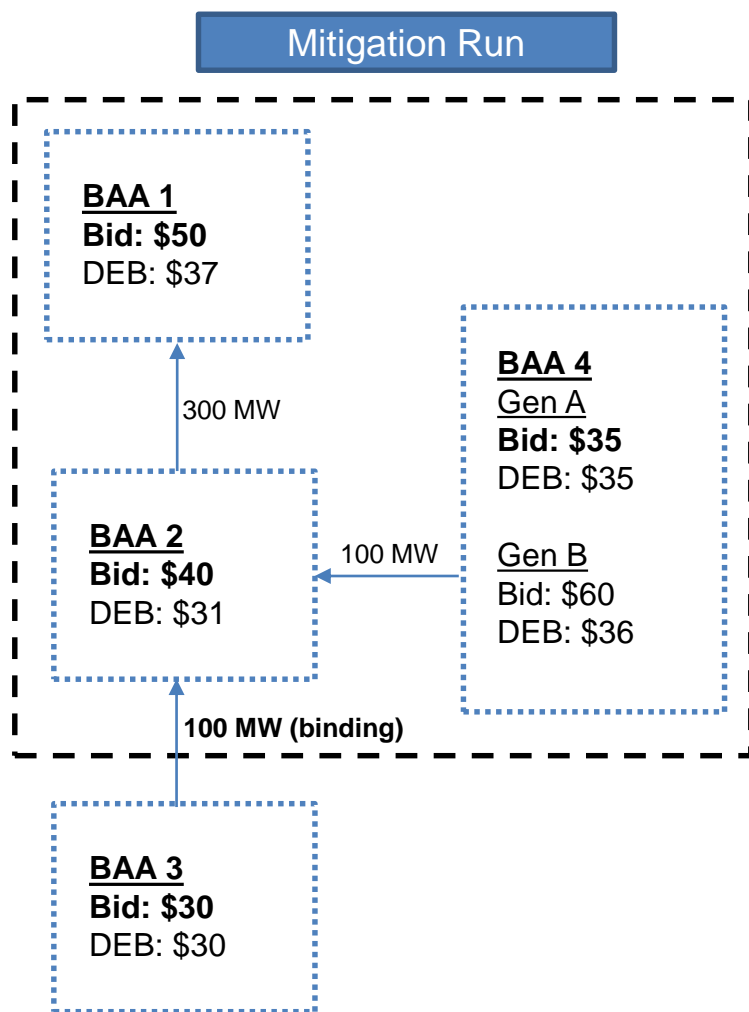 Mitigation Run
BAA 1
Bid: $50
DEB: $37
300 MW
BAA 2
Bid: $40
DEB: $31
100 MW
BAA 4
Gen A
Bid: $35
DEB: $35
Gen B
Bid: $60
DEB: $36
100 MW (binding)
BAA 3
Bid: $30
DEB: $30